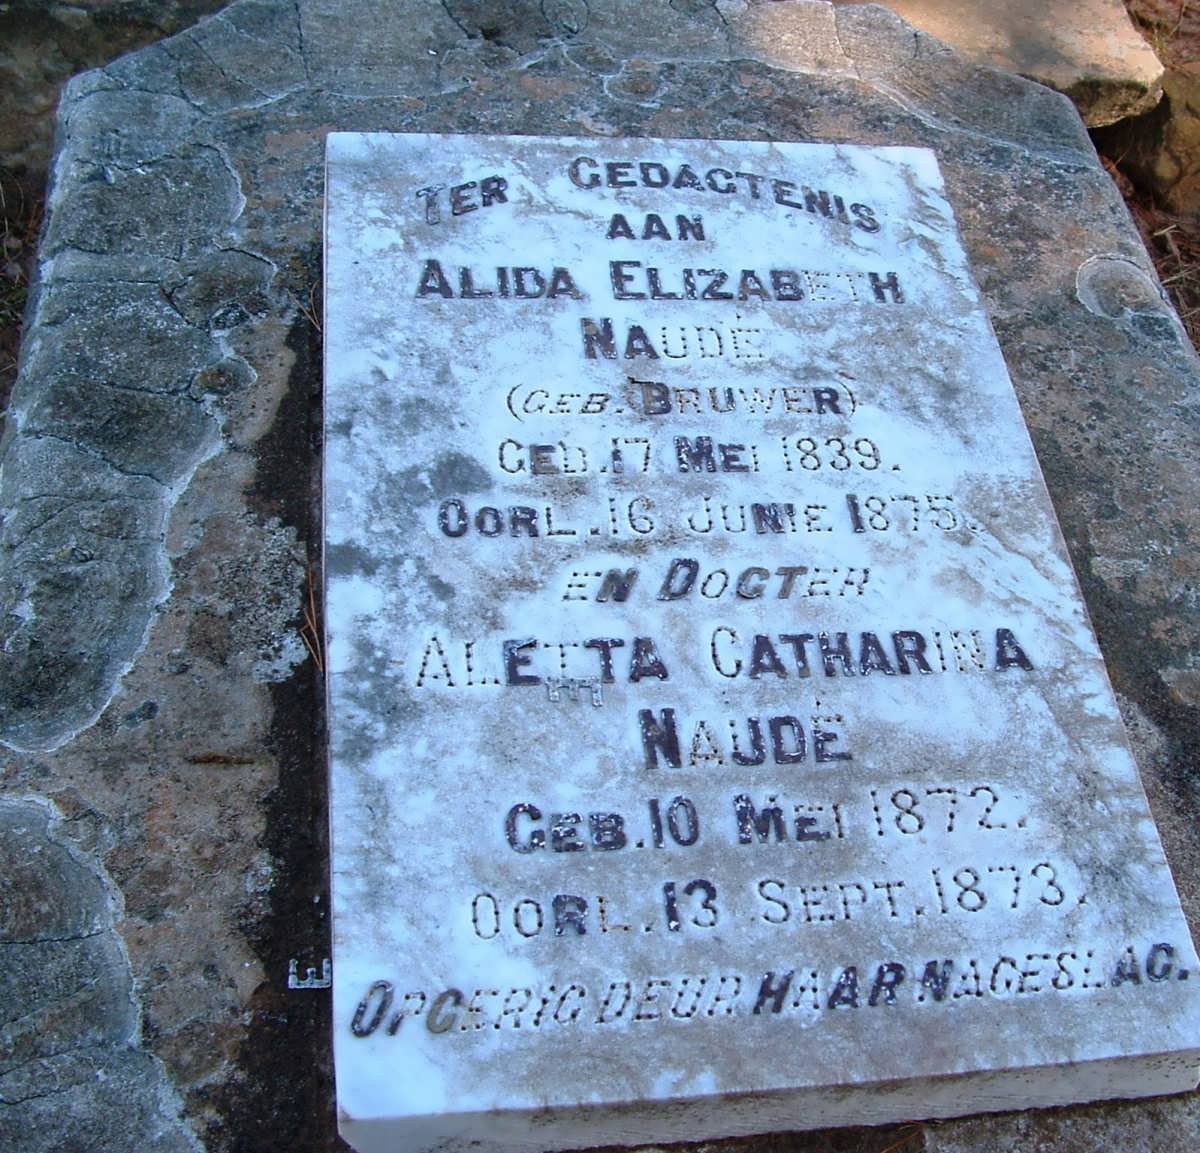 TER GEDAGTENIS
AAN
ALIDA ELIZABETH
NAUDÉ
(GEB. BRUWER)
GEB. 17 MEI 1839.
OORL. 16 JUNIE 1875.
EN DOGTER
ALETTA CATHARINA
NAUDÉ
GEB. 10 MEI 1872.
OORL. 13 SEPT. 1873.
OPGERIG DEUR HAAR NAGESLAG.